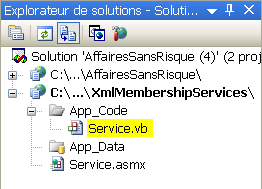 Explorateur de solutions - Soluti...
Solution 'AffairesSansRisque (4)' (2 proj
C:\...\AffairesSansRisque\
C:\...\XmlMembershipServices\
App_Code
Service.vb
App_Data
Service.asmx